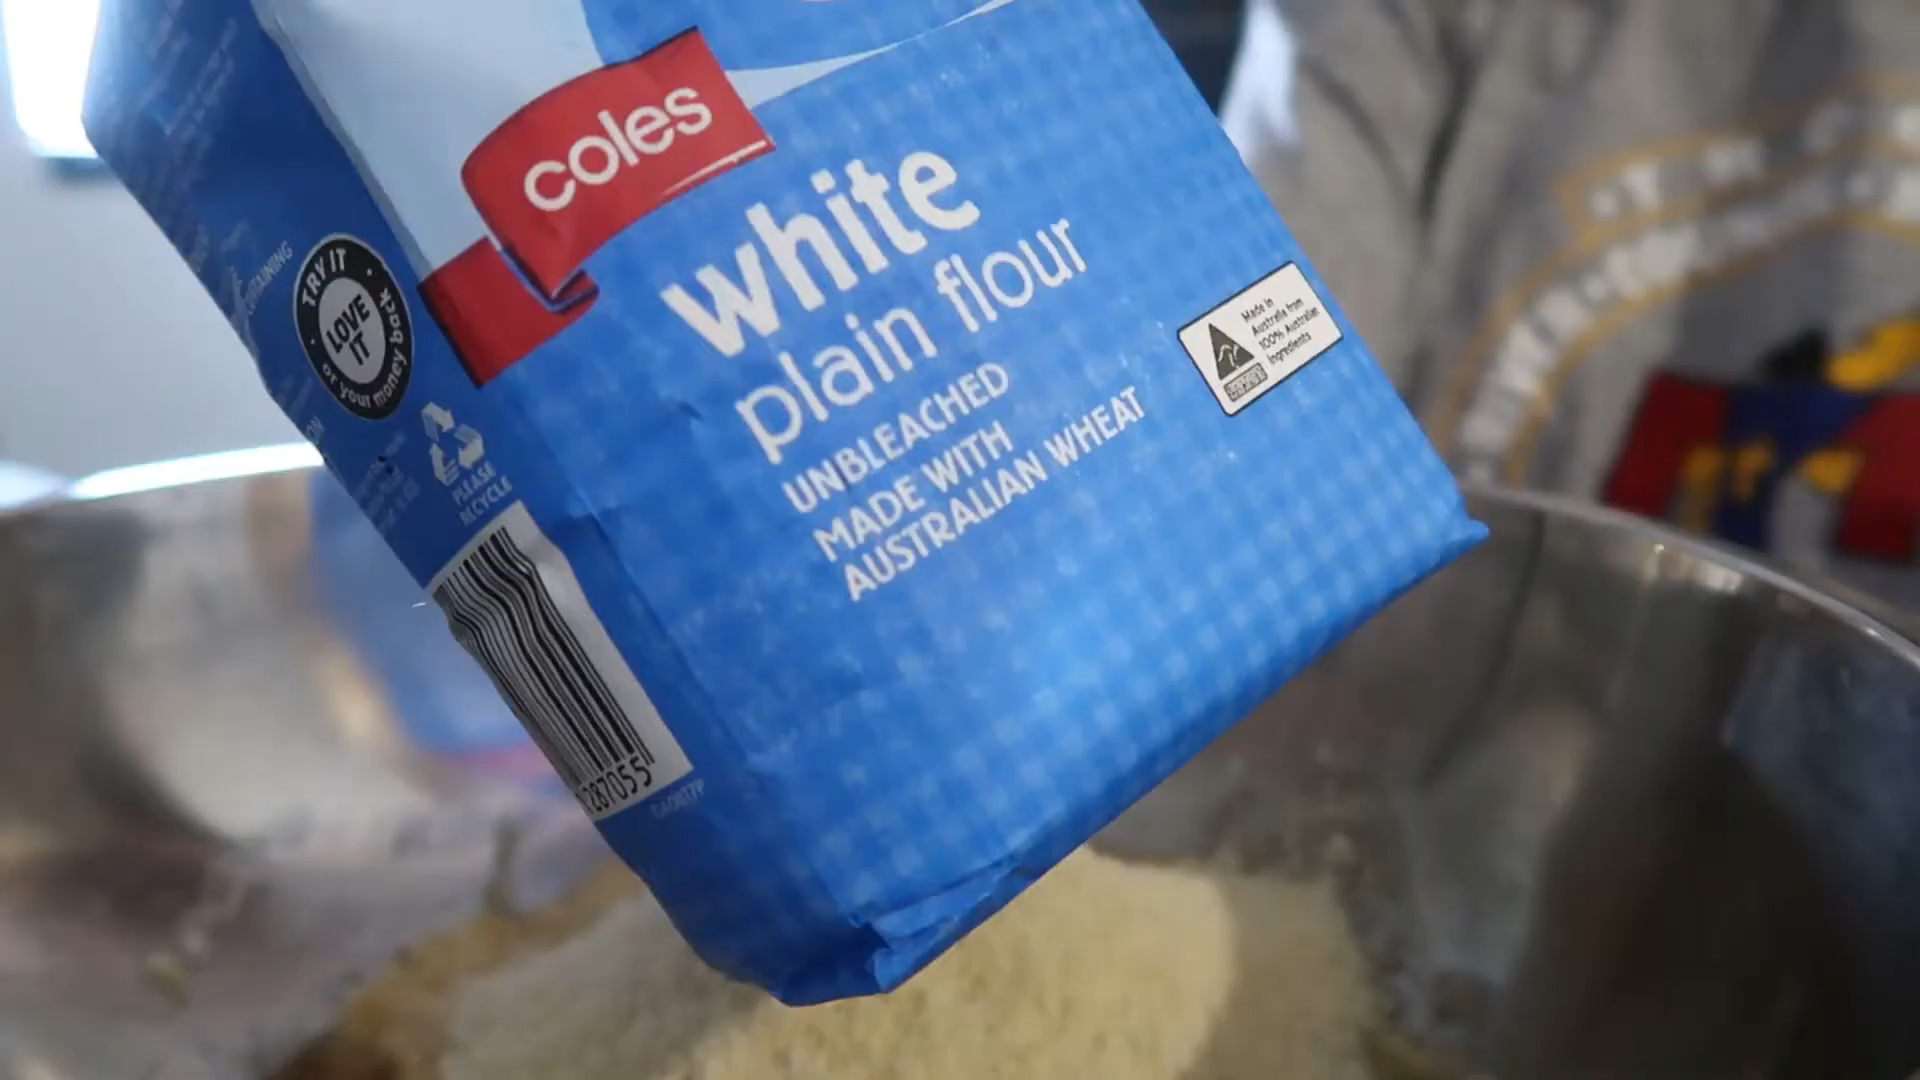 coles
white
plain flour
UNBLEACHED
MADE WITH
AUSTRALIAN WHEAT
Made in
Australia from
100% Australian
ingredients
TRY IT
LOVE
IT
or your money back
PLEASE
RECYCLE
287055